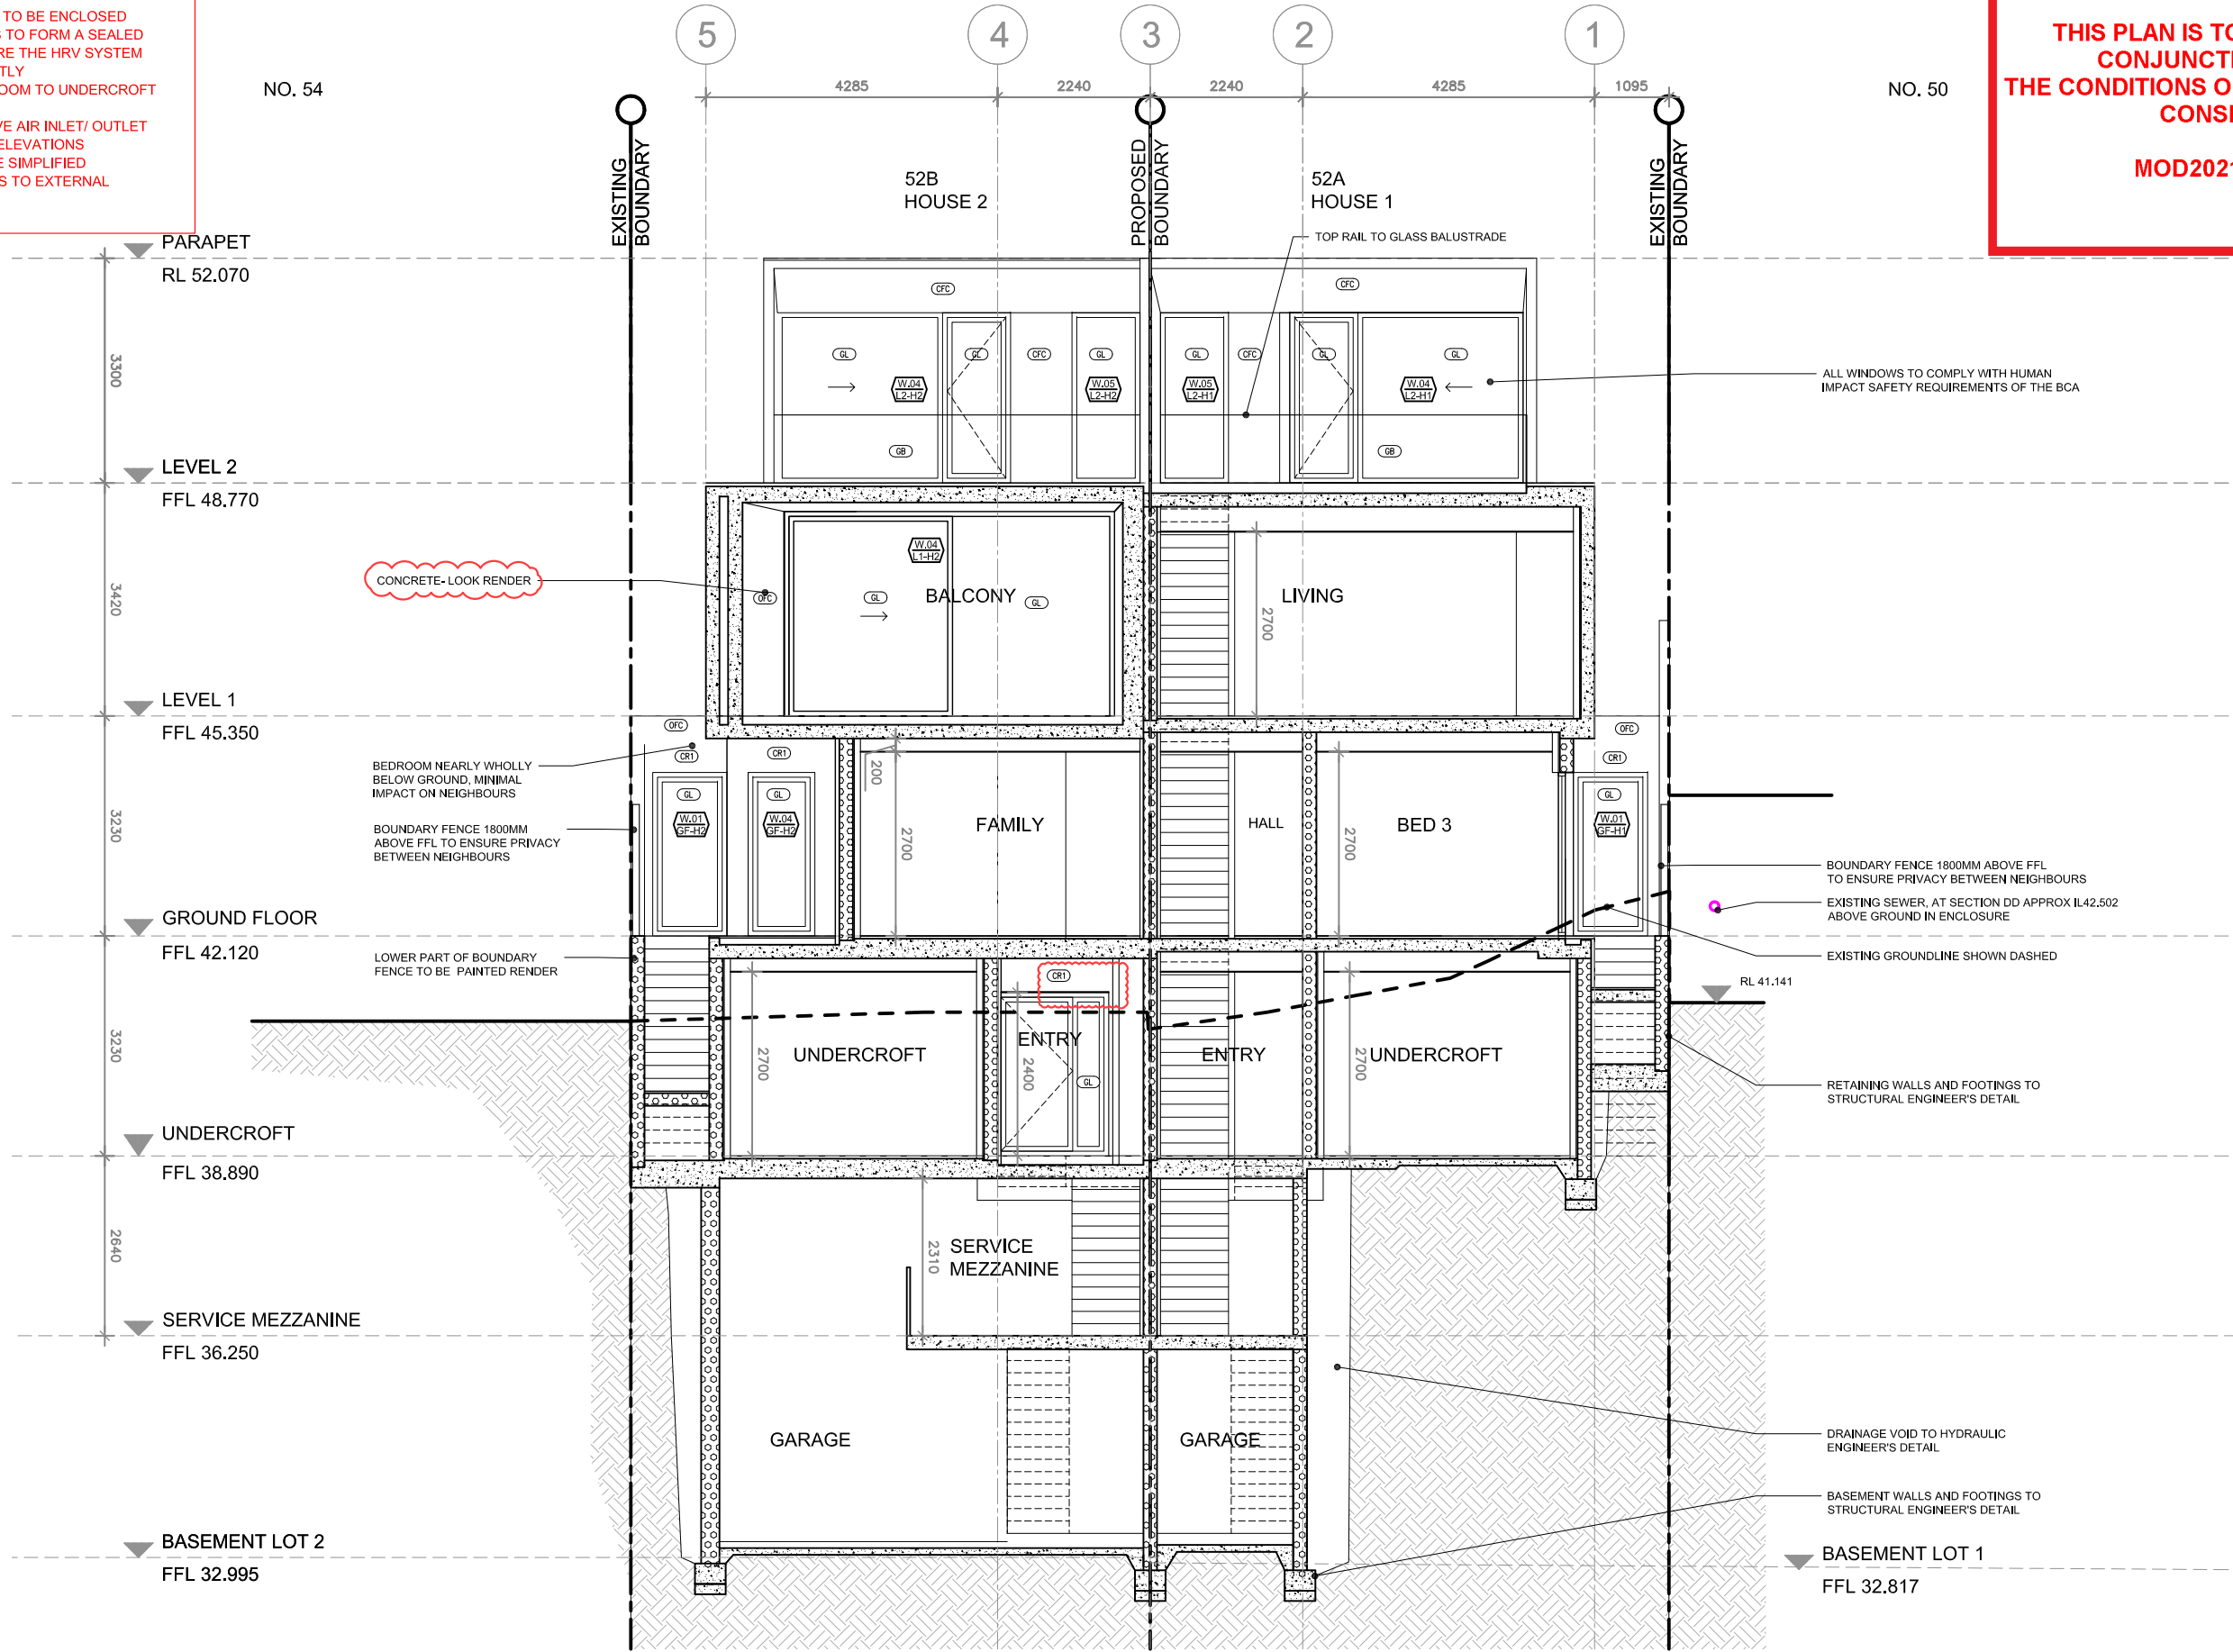 TO BE ENCLOSED
S TO FORM A SEALED
RE THE HRV SYSTEM
TLY
OOM TO UNDERCROFT
VE AIR INLET/ OUTLET
ELEVATIONS
E SIMPLIFIED
S TO EXTERNAL
NO. 54
5
4
3
2
1
4285
2240
2240
4285
1095
NO. 50
THIS PLAN IS TO
CONJUNCTI
THE CONDITIONS O
CONS
MOD2021
EXISTING
BOUNDARY
PROPOSED
BOUNDARY
EXISTING
BOUNDARY
52B
HOUSE 2
52A
HOUSE 1
TOP RAIL TO GLASS BALUSTRADE
PARAPET
RL 52.070
CFC
CFC
GL
GL
CFC
GL
GL
CFC
GL
GL
W.04
L2-H2
W.05
L2-H2
W.05
L2-H1
W.04
L2-H1
GB
GB
ALL WINDOWS TO COMPLY WITH HUMAN
IMPACT SAFETY REQUIREMENTS OF THE BCA
3300
LEVEL 2
FFL 48.770
CONCRETE-LOOK RENDER
W.04
L1-H2
OFC
GL
BALCONY
GL
LIVING
2700
3420
LEVEL 1
FFL 45.350
OFC
CR1
CR1
OFC
CR1
BEDROOM NEARLY WHOLLY
BELOW GROUND, MINIMAL
IMPACT ON NEIGHBOURS
200
GL
GL
GL
W.01
GF-H2
W.04
GF-H2
W.01
GF-H1
BOUNDARY FENCE 1800MM
ABOVE FFL TO ENSURE PRIVACY
BETWEEN NEIGHBOURS
2700
FAMILY
HALL
2700
BED 3
3230
BOUNDARY FENCE 1800MM ABOVE FFL
TO ENSURE PRIVACY BETWEEN NEIGHBOURS
EXISTING SEWER, AT SECTION DD APPROX IL42.502
ABOVE GROUND IN ENCLOSURE
EXISTING GROUNDLINE SHOWN DASHED
GROUND FLOOR
FFL 42.120
LOWER PART OF BOUNDARY
FENCE TO BE PAINTED RENDER
CR1
RL 41.141
3230
2700
UNDERCROFT
ENTRY
2400
GL
ENTRY
2700
UNDERCROFT
RETAINING WALLS AND FOOTINGS TO
STRUCTURAL ENGINEER'S DETAIL
UNDERCROFT
FFL 38.890
2640
2310
SERVICE
MEZZANINE
SERVICE MEZZANINE
FFL 36.250
GARAGE
GARAGE
DRAINAGE VOID TO HYDRAULIC
ENGINEER'S DETAIL
BASEMENT WALLS AND FOOTINGS TO
STRUCTURAL ENGINEER'S DETAIL
BASEMENT LOT 2
FFL 32.995
BASEMENT LOT 1
FFL 32.817